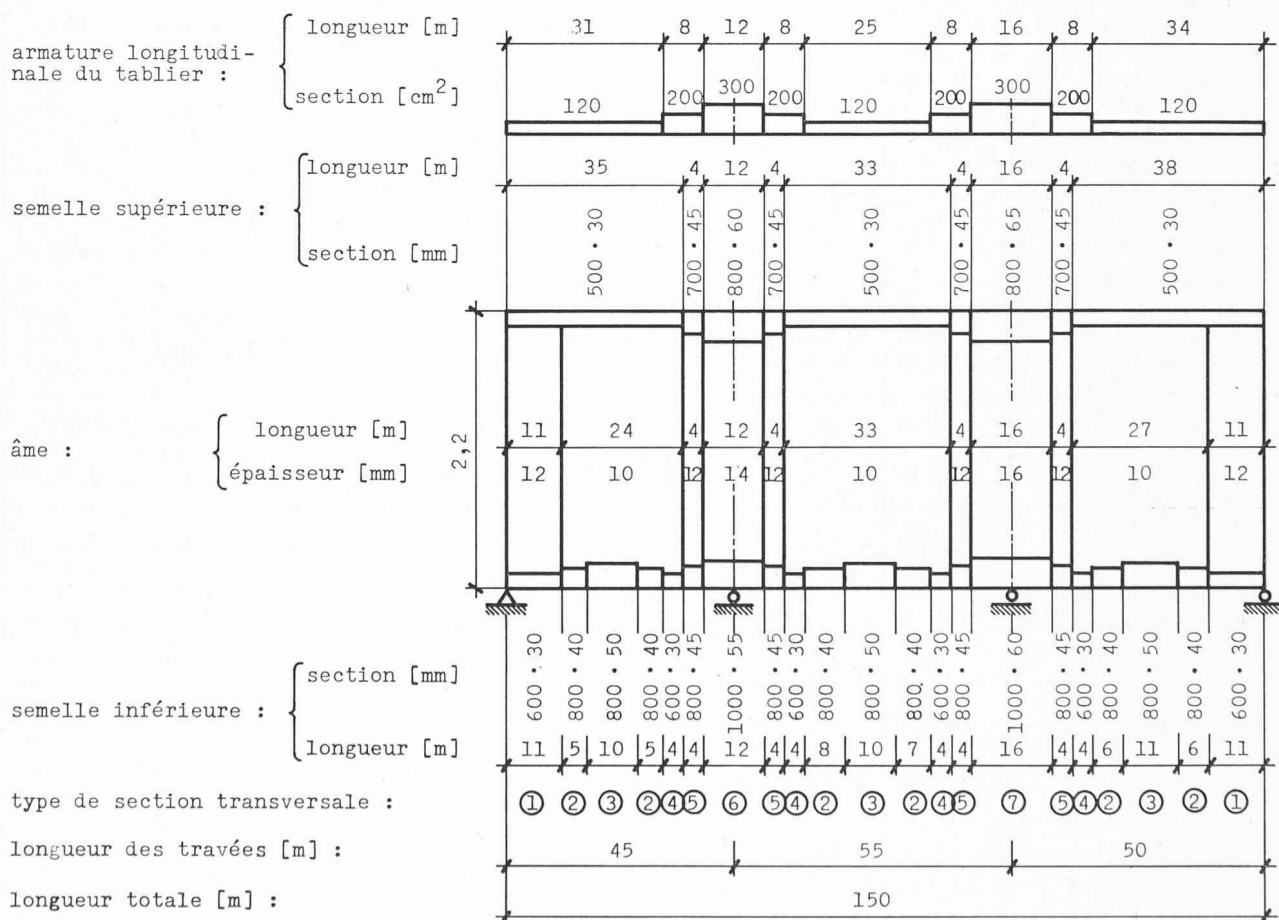 longueur [m] 31 8 12 8 25 8 16 8 34
armature longitudi-
nale du tablier :
section [cm²] 120 200 300 200 120 200 300 200 120
longueur [m] 35 4 12 4 33 4 16 4 38
semelle supérieure :
section [mm] 500 · 30 700 · 45 800 · 60 700 · 45 500 · 30 700 · 45 800 · 65 700 · 45 500 · 30
2,2
longueur [m] 11 24 4 12 4 33 4 16 4 27 11
âme :
épaisseur [mm] 12 10 12 14 12 10 12 16 12 10 12
section [mm] 600 · 30 800 · 40 800 · 50 800 · 40 600 · 30 800 · 45 1000 · 55 800 · 45 600 · 30 800 · 40 800 · 50 800 · 40 600 · 30 800 · 45 1000 · 60 800 · 45 600 · 30 800 · 40 800 · 50 800 · 40 600 · 30
semelle inférieure :
longueur [m] 11 5 10 5 4 4 12 4 4 8 10 7 4 4 16 4 4 6 11 6 11
type de section transversale : ① ② ③ ② ④ ⑤ ⑥ ⑤ ④ ② ③ ② ④ ⑤ ⑦ ⑤ ④ ② ③ ② ①
longueur des travées [m] : 45 55 50
longueur totale [m] : 150